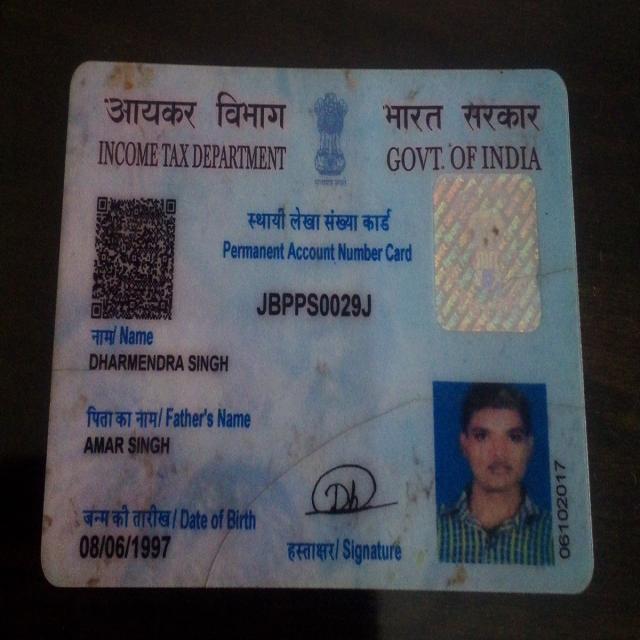 आयकर विभाग
INCOME TAX DEPARTMENT
भारत सरकार
GOVT. OF INDIA
स्थायी लेखा संख्या कार्ड
Permanent Account Number Card
JBPPS0029J
नाम/ Name
DHARMENDRA SINGH
पिता का नाम/ Father's Name
AMAR SINGH
जन्म की तारीख/ Date of Birth
08/06/1997
Dh
हस्ताक्षर/ Signature
06102017